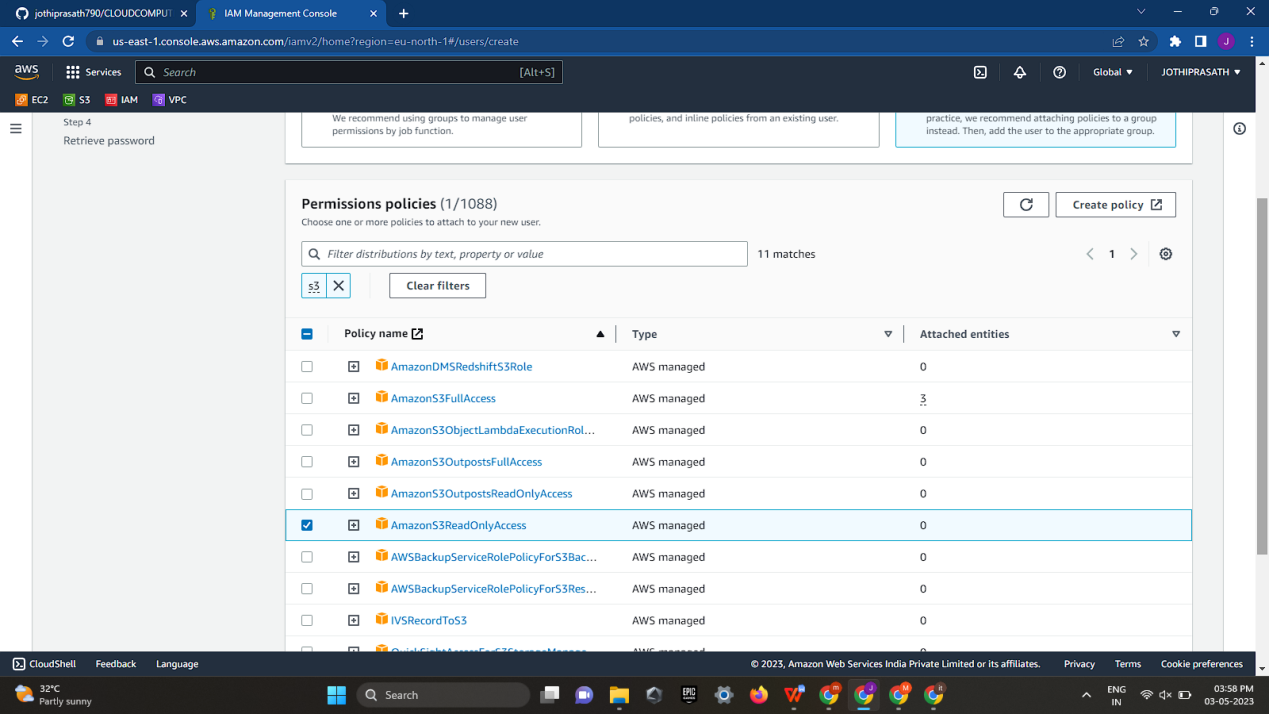 jothiprasath790/CLOUDCOMPUT
IAM Management Console
us-east-1.console.aws.amazon.com/iamv2/home?region=eu-north-1#/users/create
J
aws
Services
Search
[Alt+S]
Global
JOTHIPRASATH
EC2
S3
IAM
VPC
Step 4
Retrieve password
We recommend using groups to manage user
permissions by job function.
policies, and inline policies from an existing user.
practice, we recommend attaching policies to a group
instead. Then, add the user to the appropriate group.
Permissions policies (1/1088)
Choose one or more policies to attach to your new user.
Create policy
Filter distributions by text, property or value
11 matches
1
s3
Clear filters
Policy name
Type
Attached entities
AmazonDMSRedshiftS3Role
AWS managed
0
AmazonS3FullAccess
AWS managed
3
AmazonS3ObjectLambdaExecutionRol...
AWS managed
0
AmazonS3OutpostsFullAccess
AWS managed
0
AmazonS3OutpostsReadOnlyAccess
AWS managed
0
AmazonS3ReadOnlyAccess
AWS managed
0
AWSBackupServiceRolePolicyForS3Bac...
AWS managed
0
AWSBackupServiceRolePolicyForS3Res...
AWS managed
0
IVSRecordToS3
AWS managed
0
CloudShell
Feedback
Language
© 2023, Amazon Web Services India Private Limited or its affiliates.
Privacy
Terms
Cookie preferences
32°C
Partly sunny
Search
EPIC
ENG
IN
03:58 PM
03-05-2023